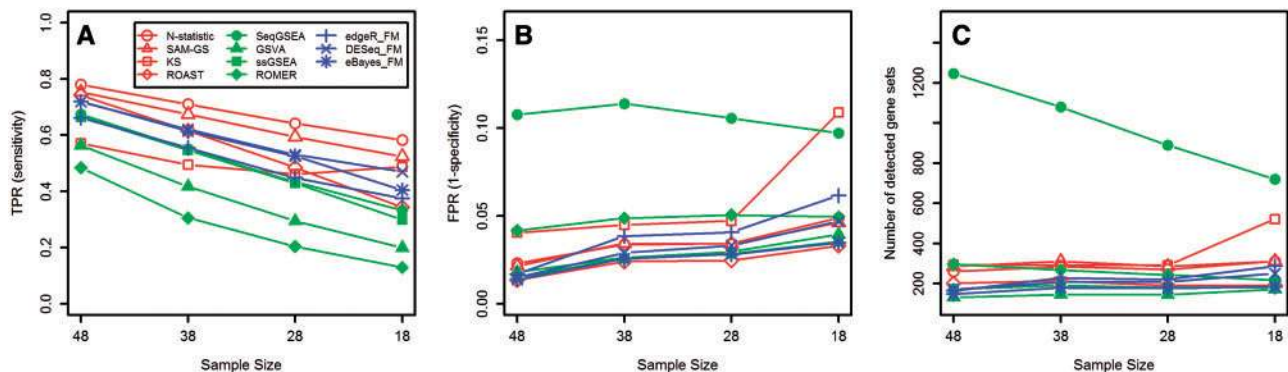 A
N-statistic SeqGSEA edgeR_FM
SAM-GS GSVA DESeq_FM
KS ssGSEA eBayes_FM
ROAST ROMER
TPR (sensitivity)
0.0 0.2 0.4 0.6 0.8 1.0
48 38 28 18
Sample Size
B
FPR (1-specificity)
0.00 0.05 0.10 0.15
48 38 28 18
Sample Size
C
Number of detected gene sets
200 400 600 800 1200
48 38 28 18
Sample Size